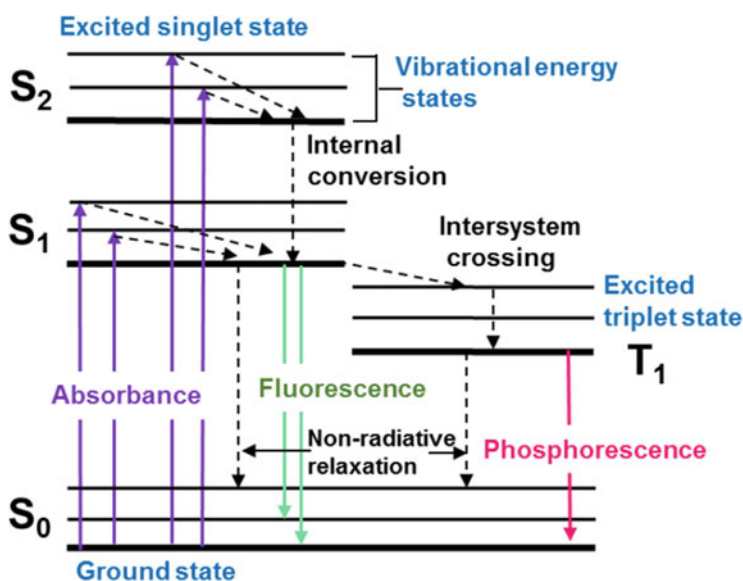 Excited singlet state
S2
Vibrational energy
states
Internal
conversion
S1
Intersystem
crossing
Excited
triplet state
T1
Absorbance
Fluorescence
Non-radiative
relaxation
Phosphorescence
S0
Ground state